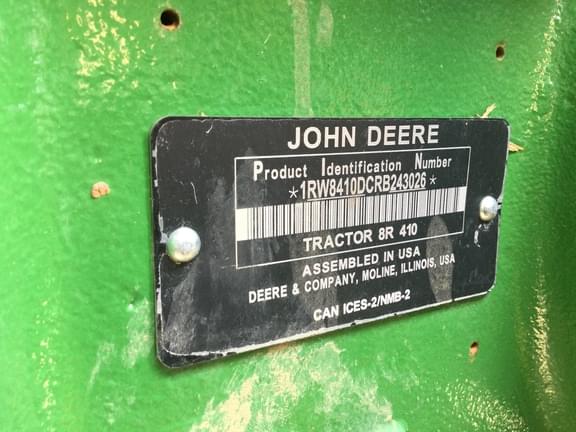 JOHN DEERE
Product Identification Number
*1RW8410DCRB243026*
TRACTOR 8R 410
ASSEMBLED IN USA
DEERE & COMPANY, MOLINE, ILLINOIS, USA
CAN ICES-2/NMB-2